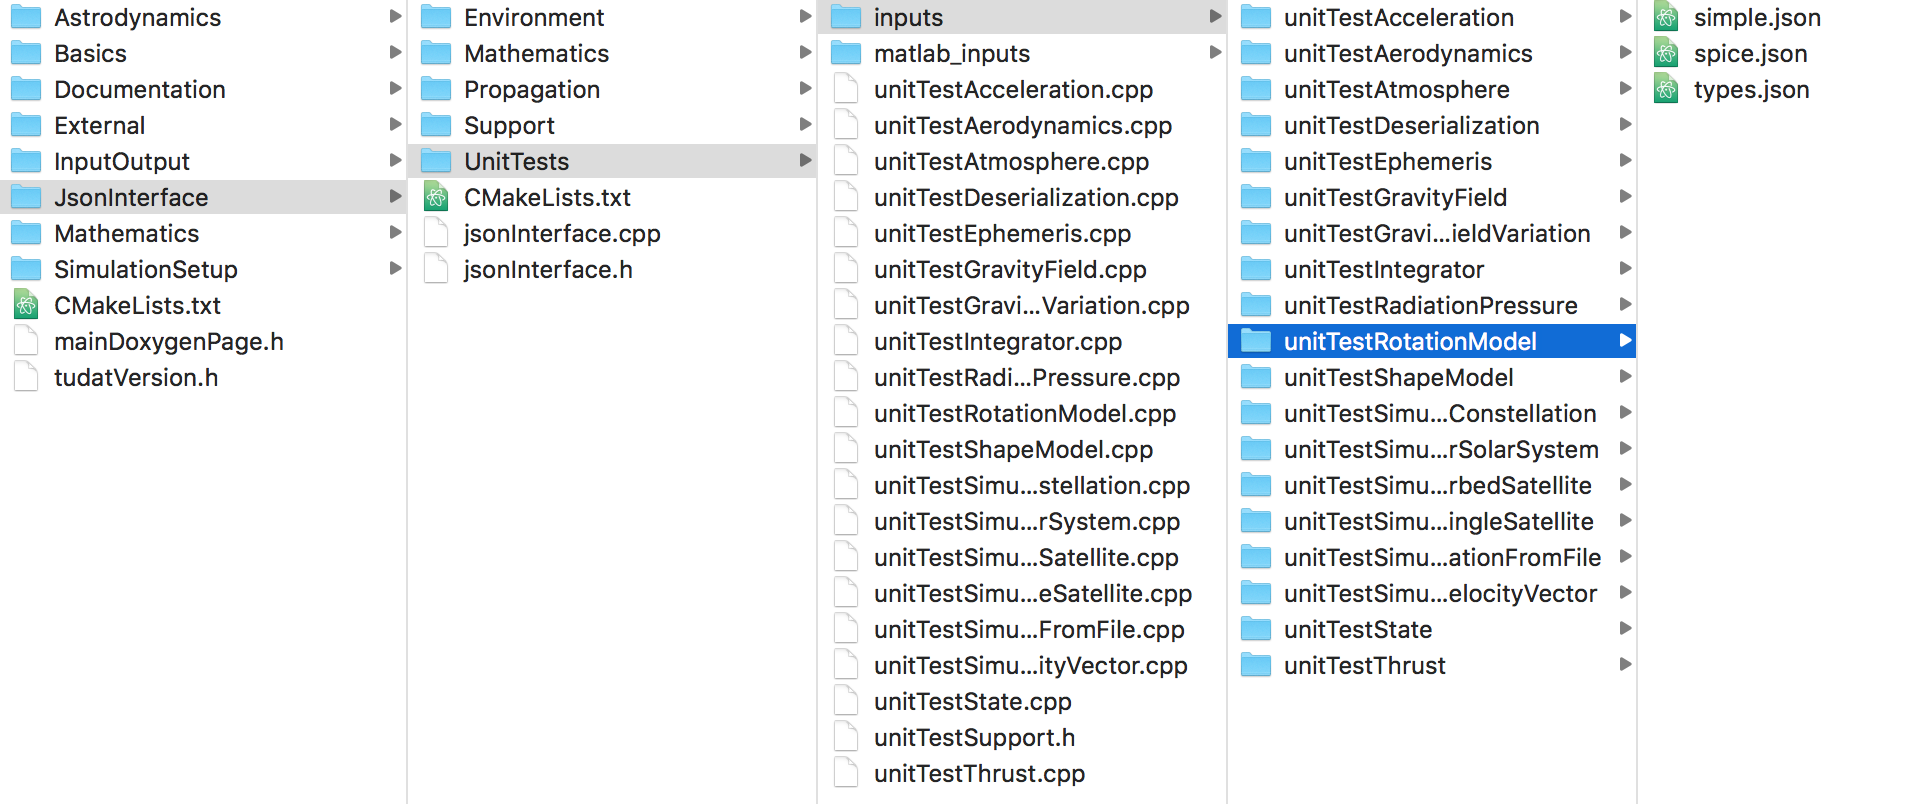 Astrodynamics
Basics
Documentation
External
InputOutput
JsonInterface
Mathematics
SimulationSetup
CMakeLists.txt
mainDoxygenPage.h
tudatVersion.h
Environment
Mathematics
Propagation
Support
UnitTests
CMakeLists.txt
jsonInterface.cpp
jsonInterface.h
inputs
matlab_inputs
unitTestAcceleration.cpp
unitTestAerodynamics.cpp
unitTestAtmosphere.cpp
unitTestDeserialization.cpp
unitTestEphemeris.cpp
unitTestGravityField.cpp
unitTestGravi...Variation.cpp
unitTestIntegrator.cpp
unitTestRadi...Pressure.cpp
unitTestRotationModel.cpp
unitTestShapeModel.cpp
unitTestSimu...stellation.cpp
unitTestSimu...rSystem.cpp
unitTestSimu...Satellite.cpp
unitTestSimu...eSatellite.cpp
unitTestSimu...FromFile.cpp
unitTestSimu...ityVector.cpp
unitTestState.cpp
unitTestSupport.h
unitTestThrust.cpp
unitTestAcceleration
unitTestAerodynamics
unitTestAtmosphere
unitTestDeserialization
unitTestEphemeris
unitTestGravityField
unitTestGravi...ieldVariation
unitTestIntegrator
unitTestRadiationPressure
unitTestRotationModel
unitTestShapeModel
unitTestSimu...Constellation
unitTestSimu...rSolarSystem
unitTestSimu...rbedSatellite
unitTestSimu...ingleSatellite
unitTestSimu...ationFromFile
unitTestSimu...elocityVector
unitTestState
unitTestThrust
simple.json
spice.json
types.json